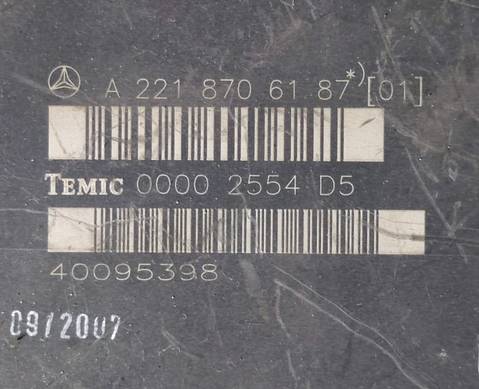 A 221 870 61 87*)[01]
TEMIC 0000 2554 D5
40095398
09/2007